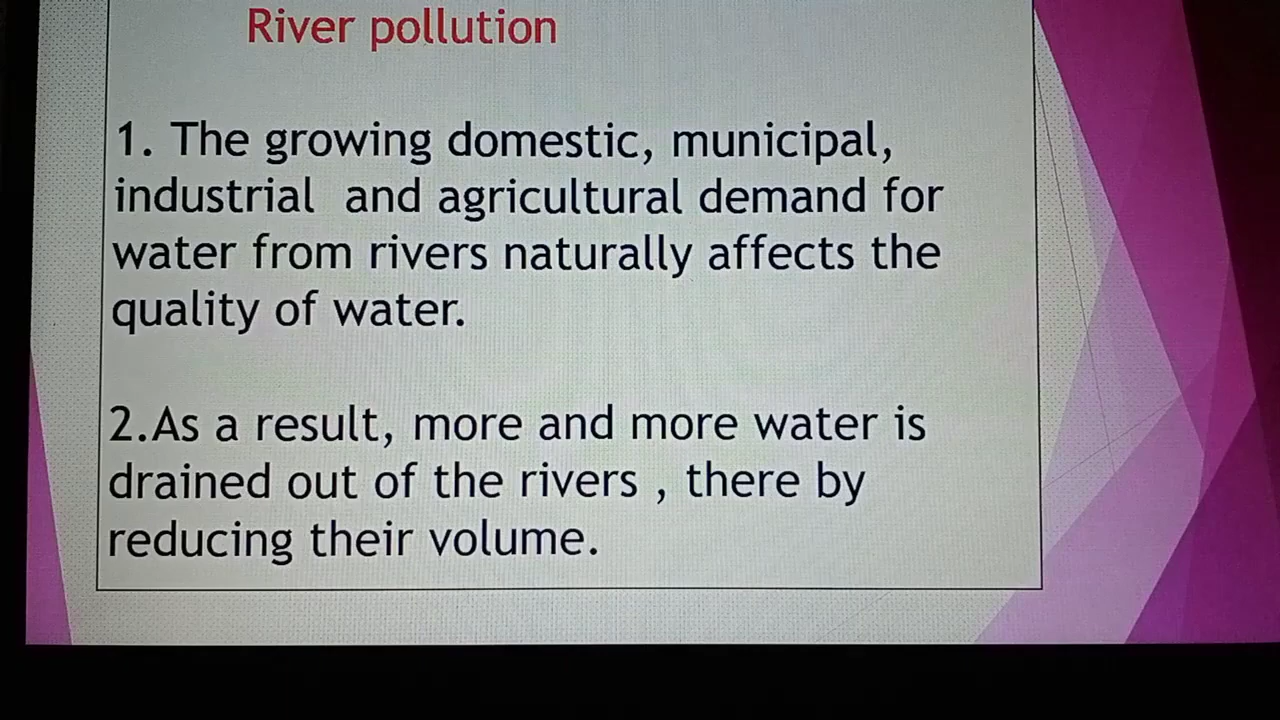 River pollution
1. The growing domestic, municipal,
industrial and agricultural demand for
water from rivers naturally affects the
quality of water.
2.As a result, more and more water is
drained out of the rivers , there by
reducing their volume.